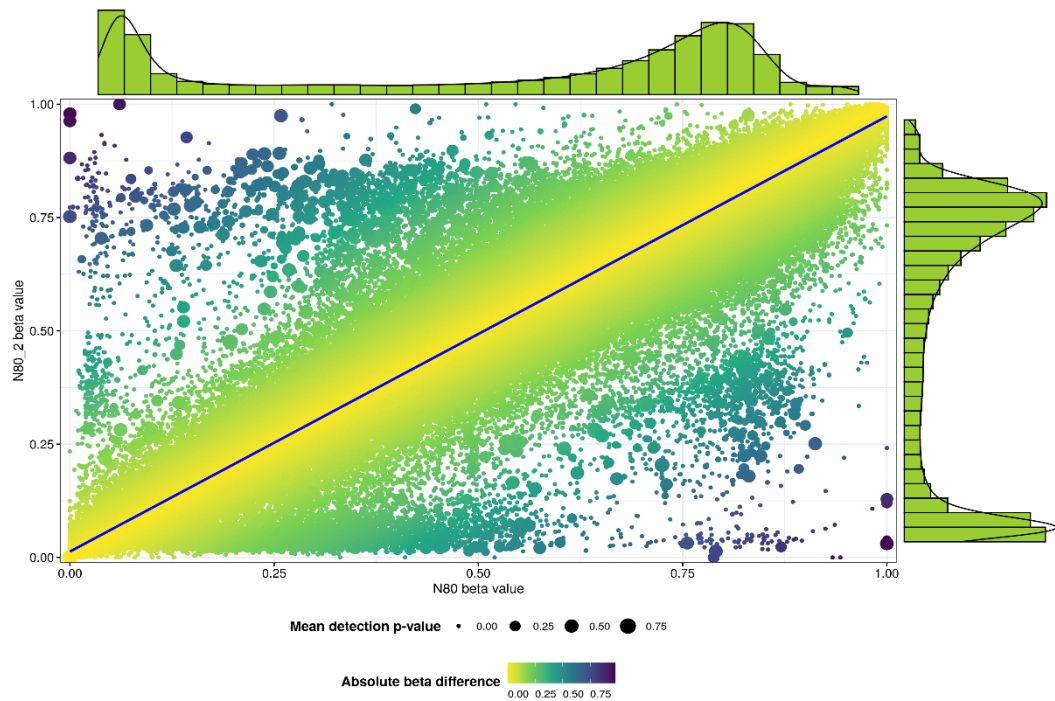 1.00
0.75
0.50
0.25
0.00
N80_2 beta value
0.00 0.25 0.50 0.75 1.00
N80 beta value
Mean detection p-value 0.00 0.25 0.50 0.75
Absolute beta difference
0.00 0.25 0.50 0.75